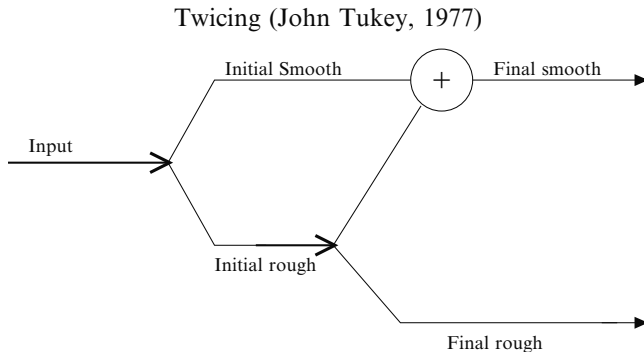 Twicing (John Tukey, 1977)
Initial Smooth
+
Final smooth
Input
Initial rough
Final rough